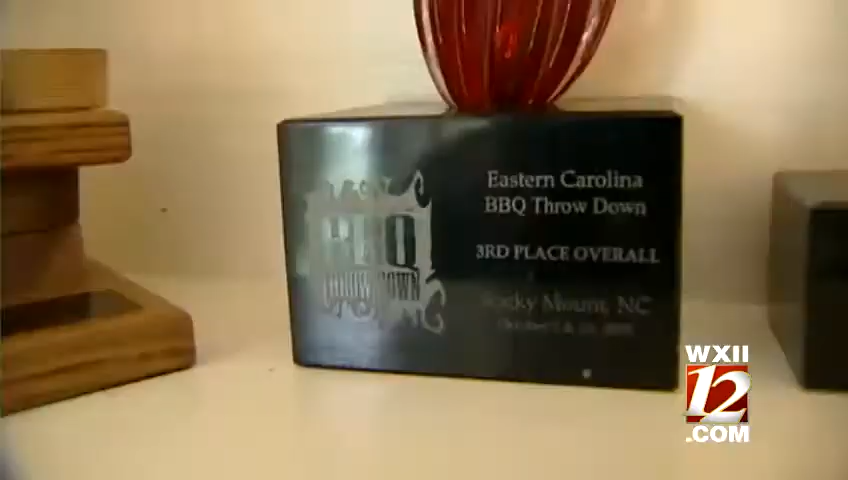 Eastern Carolina
BBQ Throw Down
3RD PLACE OVERALL
Rocky Mount, NC
BBQ
THROW DOWN
WXII
12
.COM